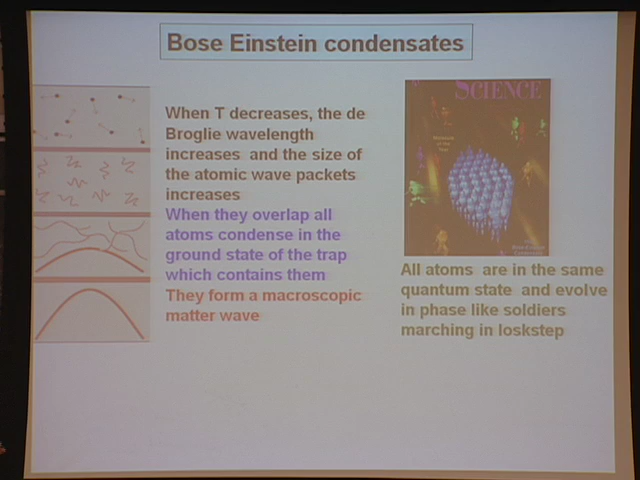 Bose Einstein condensates
When T decreases, the de
Broglie wavelength
increases and the size of
the atomic wave packets
increases
When they overlap all
atoms condense in the
ground state of the trap
which contains them
They form a macroscopic
matter wave
SCIENCE
All atoms are in the same
quantum state and evolve
in phase like soldiers
marching in loskstep